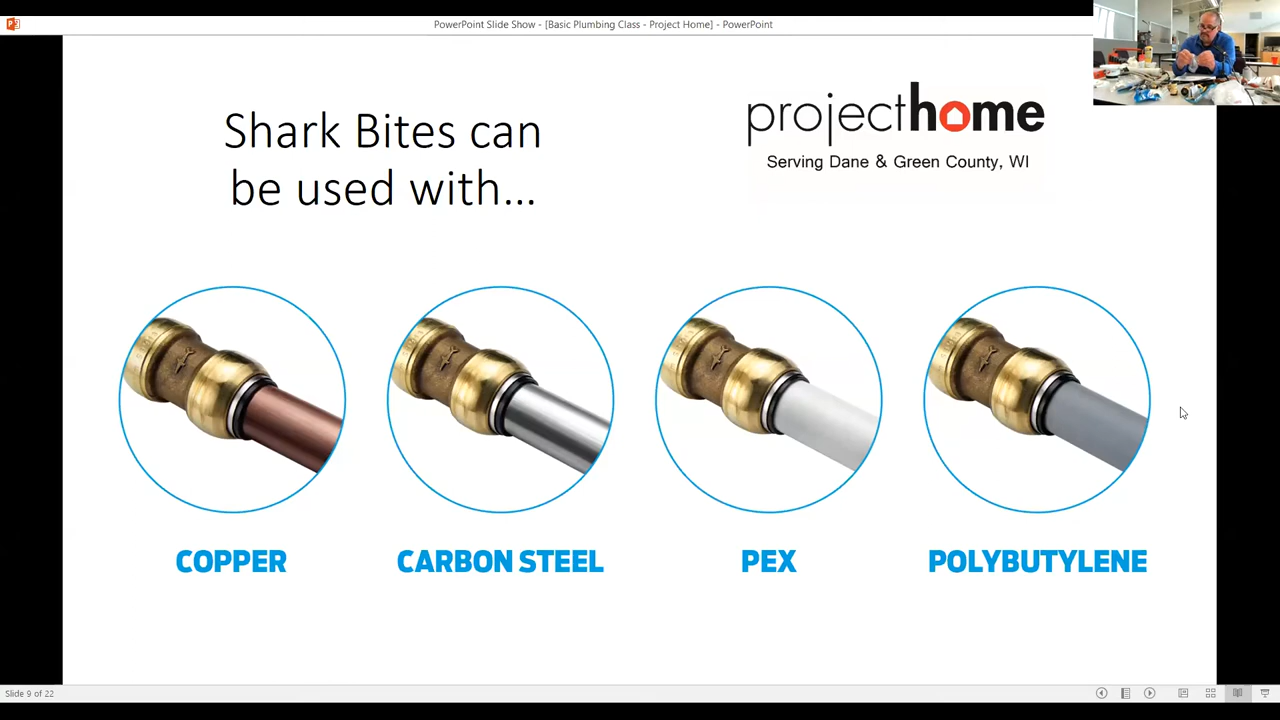 PowerPoint Slide Show - [Basic Plumbing Class - Project Home] - PowerPoint
Shark Bites can
be used with...
projecthome
Serving Dane & Green County, WI
COPPER
CARBON STEEL
PEX
POLYBUTYLENE
Slide 9 of 22